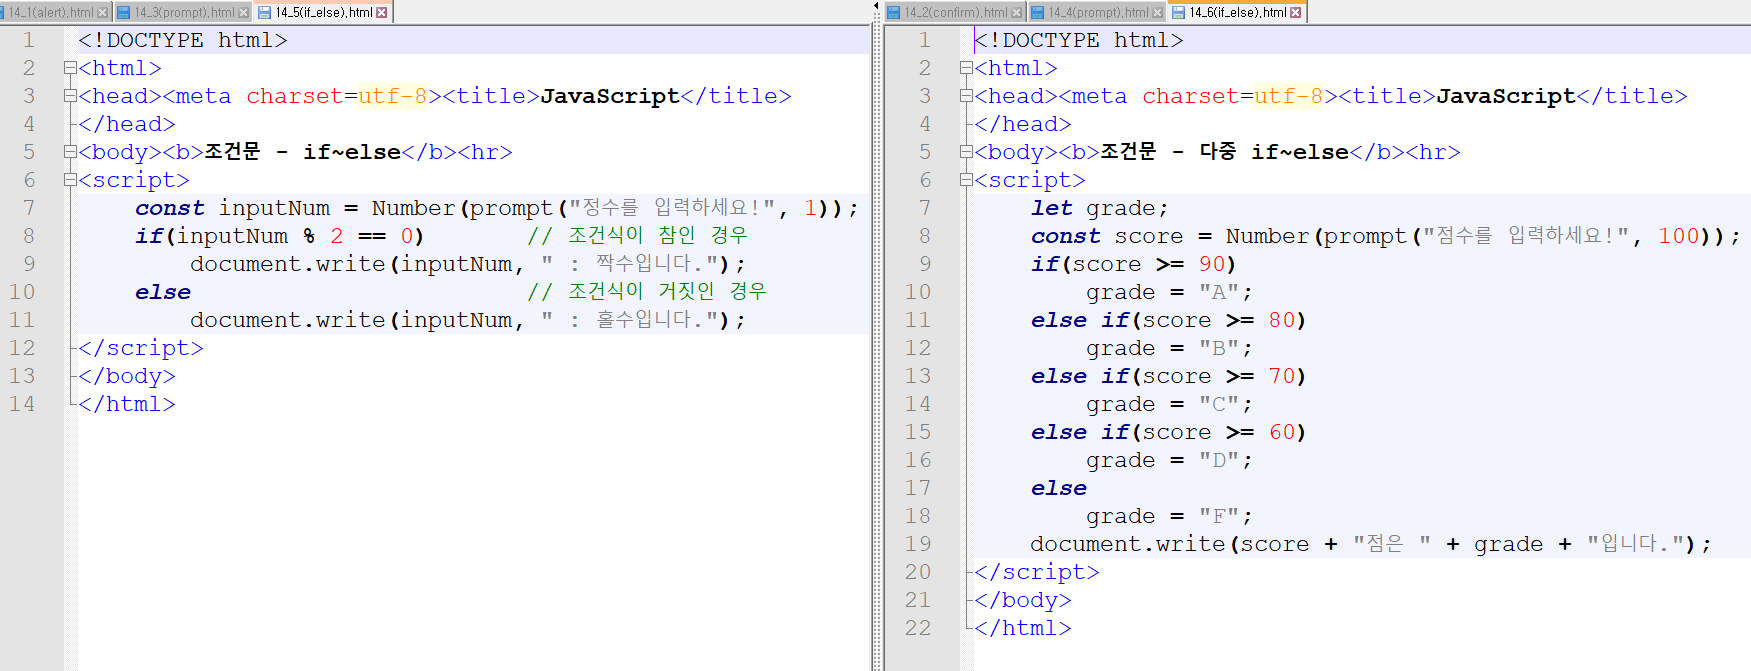 14_1(alert).html 14_3(prompt).html 14_5(if_else).html
1 <!DOCTYPE html>
2 <html>
3 <head><meta charset=utf-8><title>JavaScript</title>
4 </head>
5 <body><b>조건문 - if~else</b><hr>
6 <script>
7 const inputNum = Number(prompt("정수를 입력하세요!", 1));
8 if(inputNum % 2 == 0) // 조건식이 참인 경우
9 document.write(inputNum, " : 짝수입니다.");
10 else // 조건식이 거짓인 경우
11 document.write(inputNum, " : 홀수입니다.");
12 </script>
13 </body>
14 </html>
14_2(confirm).html 14_4(prompt).html 14_6(if_else).html
1 <!DOCTYPE html>
2 <html>
3 <head><meta charset=utf-8><title>JavaScript</title>
4 </head>
5 <body><b>조건문 - 다중 if~else</b><hr>
6 <script>
7 let grade;
8 const score = Number(prompt("점수를 입력하세요!", 100));
9 if(score >= 90)
10 grade = "A";
11 else if(score >= 80)
12 grade = "B";
13 else if(score >= 70)
14 grade = "C";
15 else if(score >= 60)
16 grade = "D";
17 else
18 grade = "F";
19 document.write(score + "점은 " + grade + "입니다.");
20 </script>
21 </body>
22 </html>